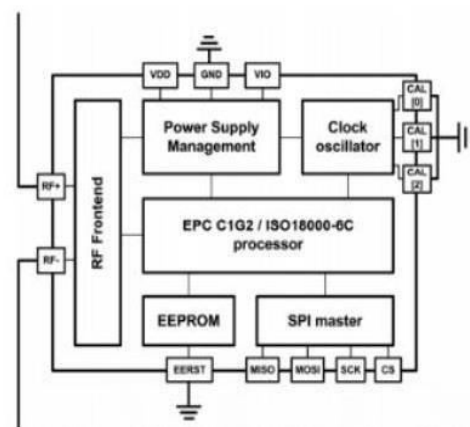 VDD
GND
VIO
CAL
[0]
Power Supply
Management
Clock
oscillator
CAL
[1]
CAL
[2]
RF+
RF-
RF Frontend
EPC C1G2 / ISO18000-6C
processor
EEPROM
SPI master
EERST
MISO
MOSI
SCK
CS